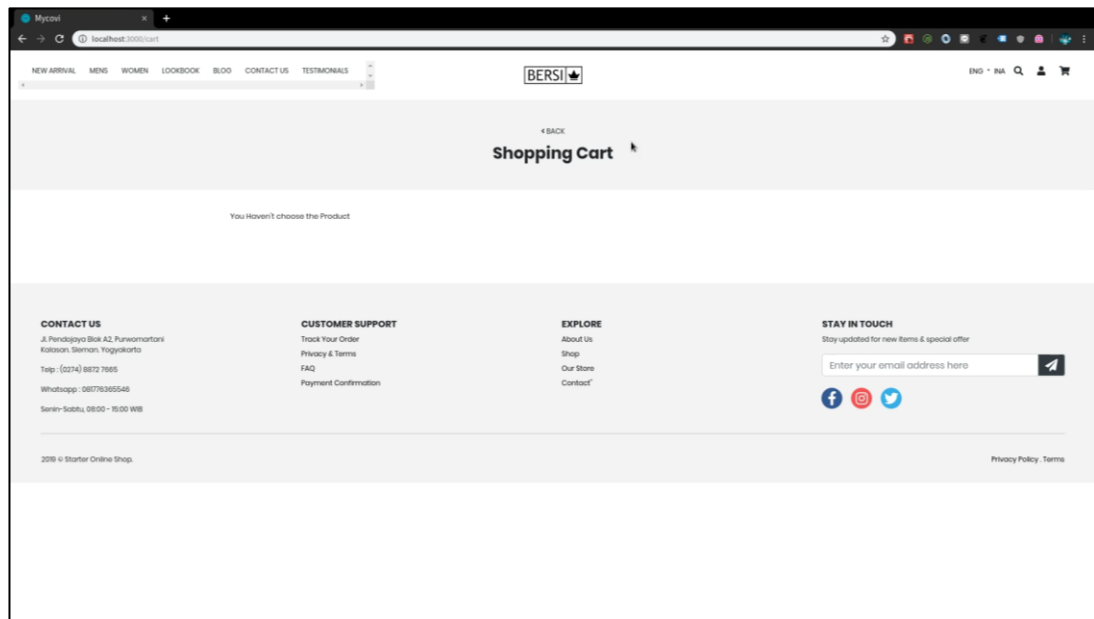 Mycovi
localhost:3000/cart
NEW ARRIVAL MENS WOMEN LOOKBOOK BLOG CONTACT US TESTIMONIALS
BERSI
ENG - INA
BACK
Shopping Cart
You Haven't choose the Product
CONTACT US
Jl. Pendojaya Blok A2, Purwomartani
Kalasan, Sleman, Yogyakarta
Telp : (0274) 8872 7665
Whatsapp : 081776365546
Senin-Sabtu, 08:00 - 15:00 WIB
CUSTOMER SUPPORT
Track Your Order
Privacy & Terms
FAQ
Payment Confirmation
EXPLORE
About Us
Shop
Our Store
Contact`
STAY IN TOUCH
Stay updated for new items & special offer
Enter your email address here
2019 © Starter Online Shop.
Privacy Policy . Terms